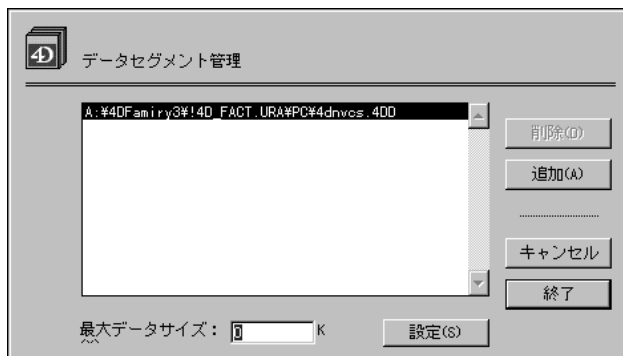 4D
データセグメント管理
A:¥4DFamiry3¥!4D_FACT.URA¥PC¥4dnvcs.4DD
削除(D)
追加(A)
キャンセル
終了
最大データサイズ： 0 K
設定(S)